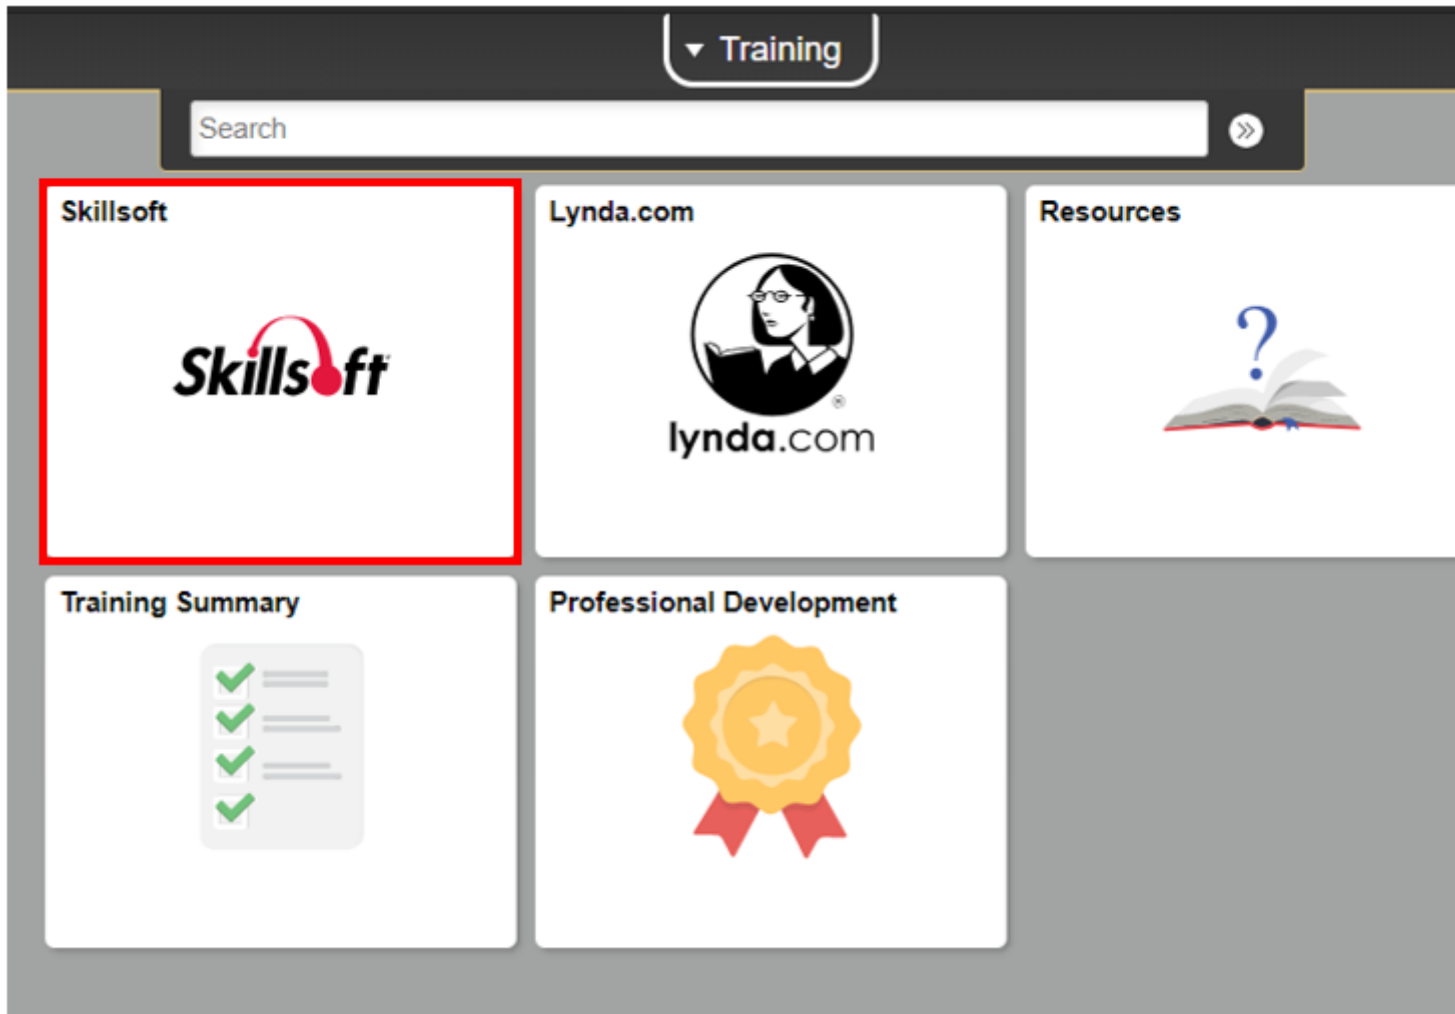 Training
Search
Skillsoft
Lynda.com
Resources
Skillsoft
?
lynda.com
®
Training Summary
Professional Development